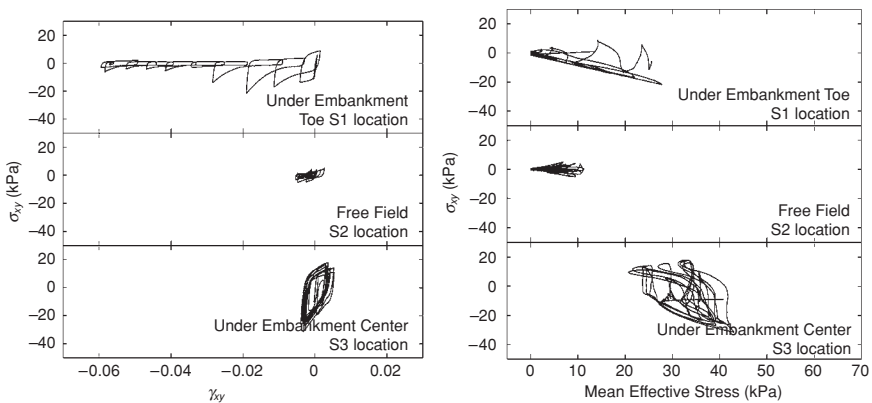 20
0
−20
−40
Under Embankment
Toe S1 location
20
0
−20
−40
σxy (kPa)
Free Field
S2 location
20
0
−20
−40
Under Embankment Center
S3 location
−0.06 −0.04 −0.02 0 0.02
γxy
20
0
−20
−40
Under Embankment Toe
S1 location
20
0
−20
−40
σxy (kPa)
Free Field
S2 location
20
0
−20
−40
Under Embankment Center
S3 location
0 10 20 30 40 50 60 70
Mean Effective Stress (kPa)